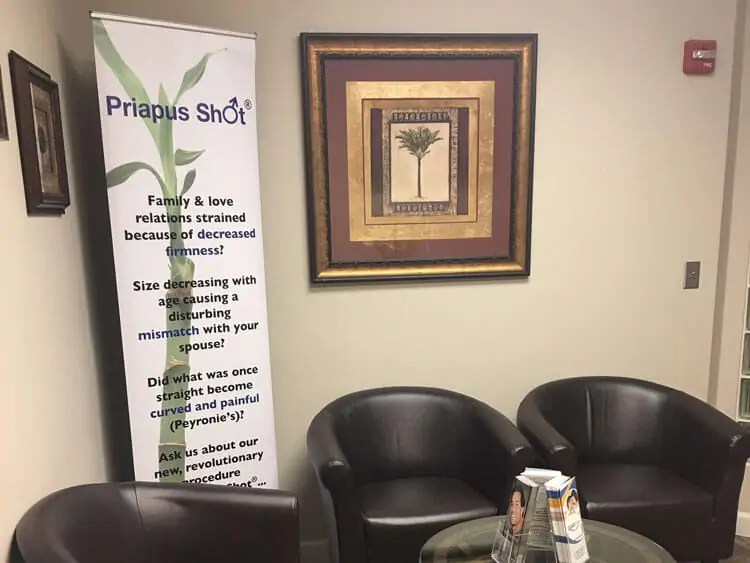 Priapus Shot®
Family & love
relations strained
because of decreased
firmness?
Size decreasing with
age causing a
disturbing
mismatch with your
spouse?
Did what was once
straight become
curved and painful
(Peyronie's)?
Ask us about our
new, revolutionary
procedure
Shot®...